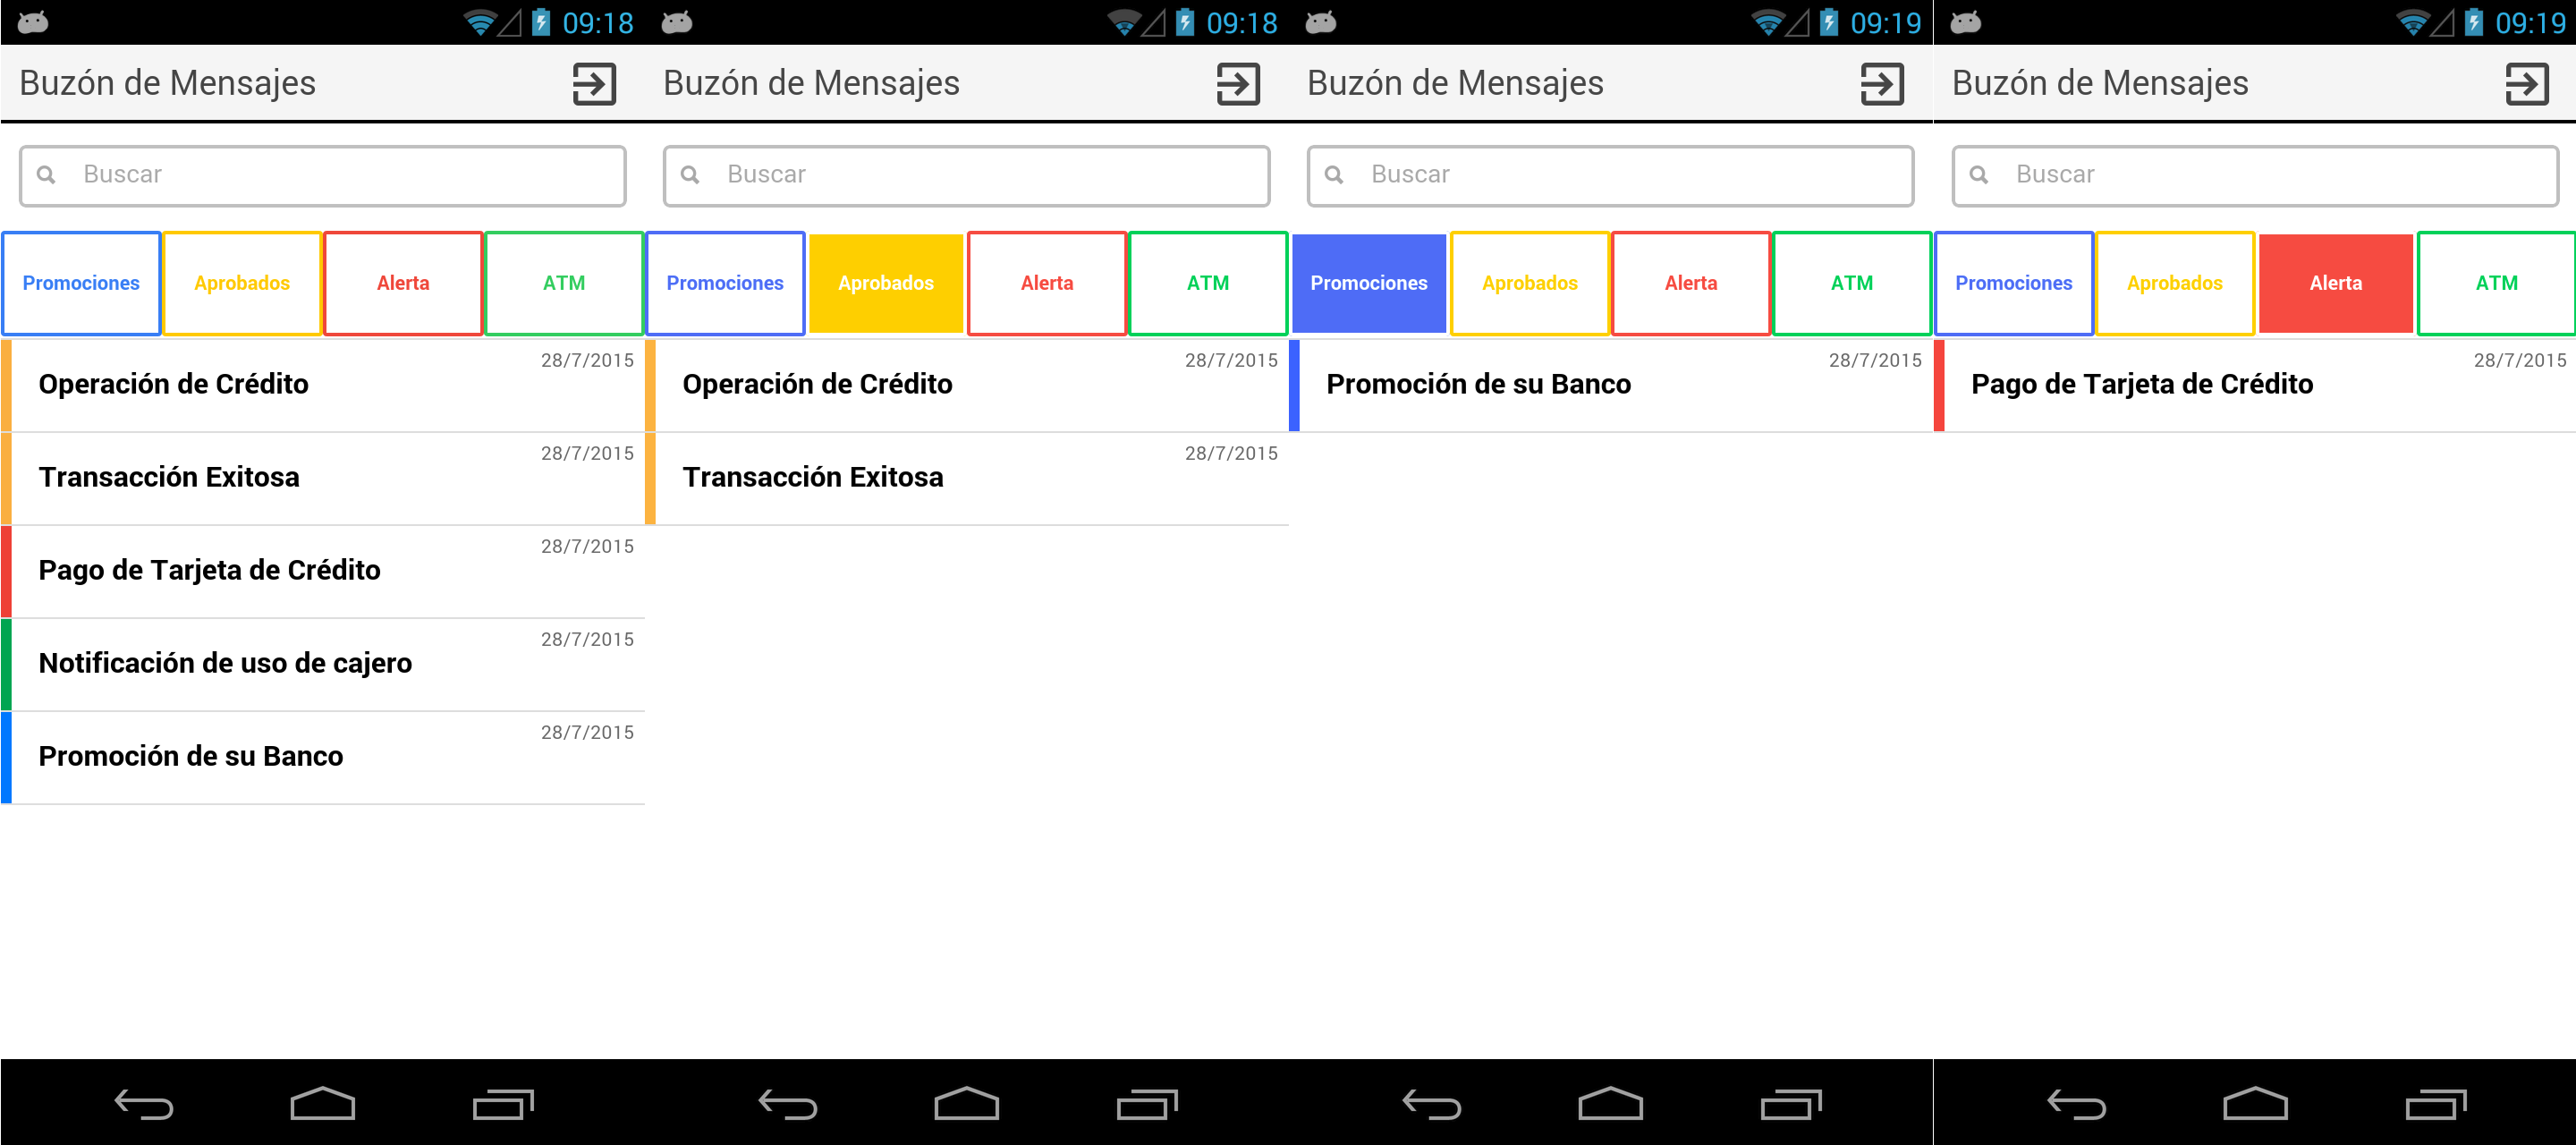 09:18
Buzón de Mensajes
Buscar
Promociones Aprobados Alerta ATM
28/7/2015
Operación de Crédito
28/7/2015
Transacción Exitosa
28/7/2015
Pago de Tarjeta de Crédito
28/7/2015
Notificación de uso de cajero
28/7/2015
Promoción de su Banco
09:18
Buzón de Mensajes
Buscar
Promociones Aprobados Alerta ATM
28/7/2015
Operación de Crédito
28/7/2015
Transacción Exitosa
09:19
Buzón de Mensajes
Buscar
Promociones Aprobados Alerta ATM
28/7/2015
Promoción de su Banco
09:19
Buzón de Mensajes
Buscar
Promociones Aprobados Alerta ATM
28/7/2015
Pago de Tarjeta de Crédito